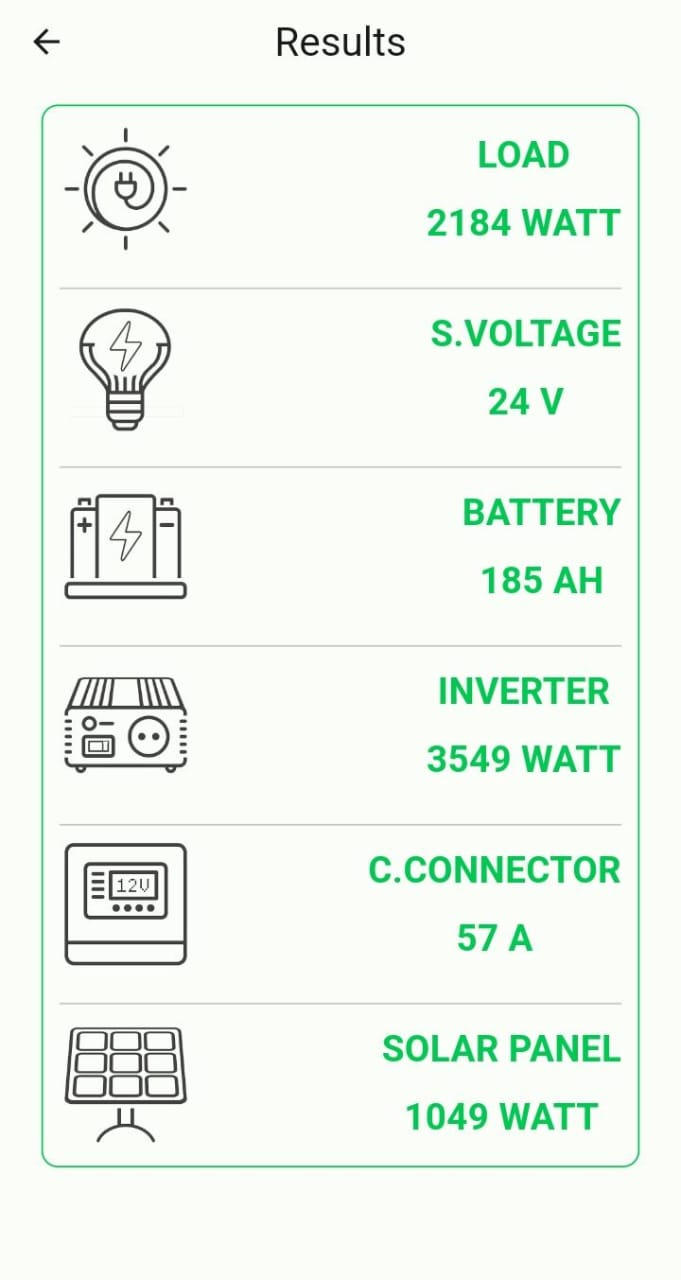 Results
LOAD
2184 WATT
S.VOLTAGE
24 V
BATTERY
185 AH
INVERTER
3549 WATT
C.CONNECTOR
12V
57 A
SOLAR PANEL
1049 WATT